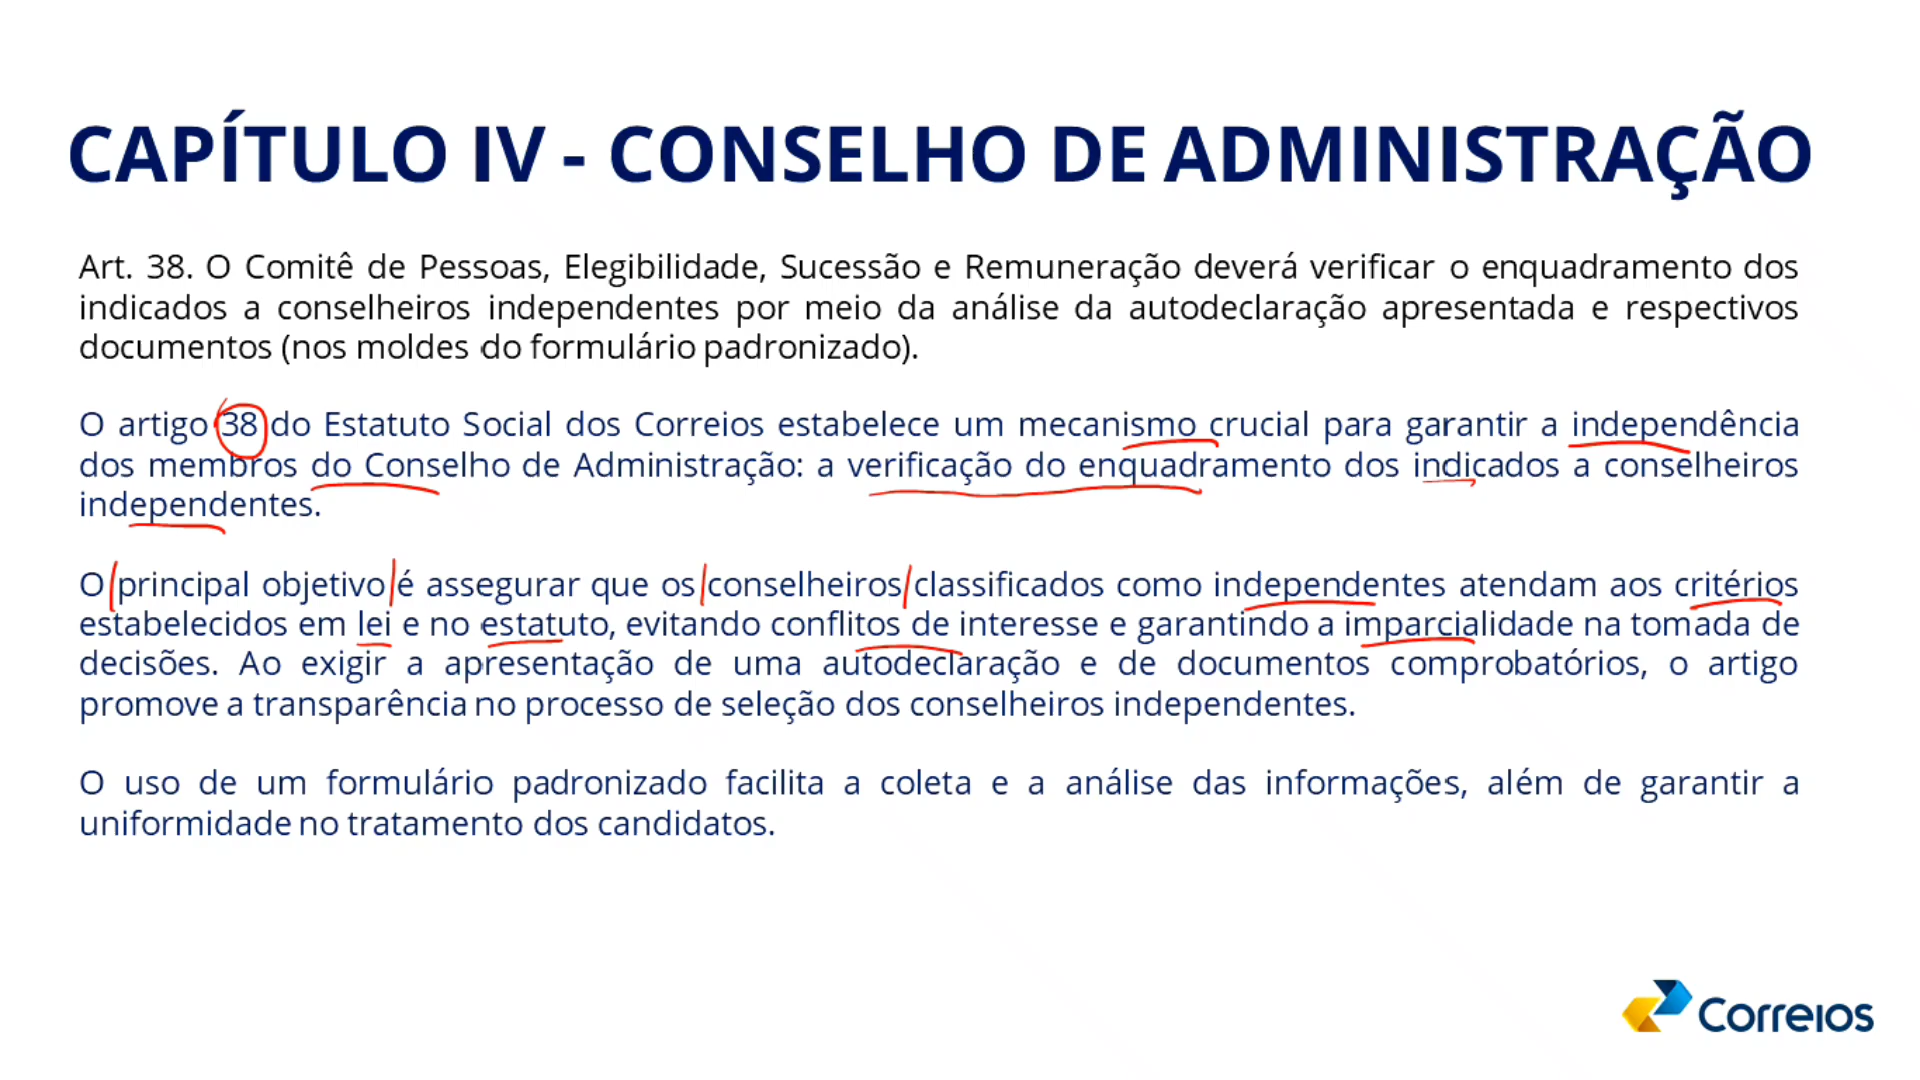 CAPÍTULO IV - CONSELHO DE ADMINISTRAÇÃO
Art. 38. O Comitê de Pessoas, Elegibilidade, Sucessão e Remuneração deverá verificar o enquadramento dos
indicados a conselheiros independentes por meio da análise da autodeclaração apresentada e respectivos
documentos (nos moldes do formulário padronizado).
O artigo 38 do Estatuto Social dos Correios estabelece um mecanismo crucial para garantir a independência
dos membros do Conselho de Administração: a verificação do enquadramento dos indicados a conselheiros
independentes.
O principal objetivo é assegurar que os conselheiros classificados como independentes atendam aos critérios
estabelecidos em lei e no estatuto, evitando conflitos de interesse e garantindo a imparcialidade na tomada de
decisões. Ao exigir a apresentação de uma autodeclaração e de documentos comprobatórios, o artigo
promove a transparência no processo de seleção dos conselheiros independentes.
O uso de um formulário padronizado facilita a coleta e a análise das informações, além de garantir a
uniformidade no tratamento dos candidatos.
Correios